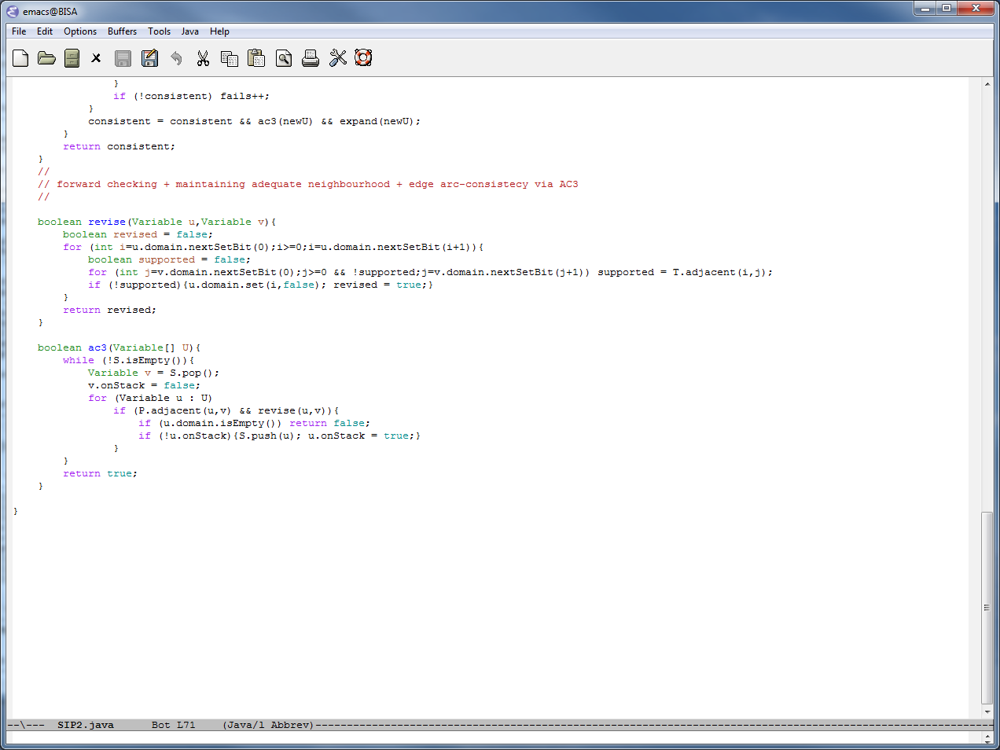 emacs@BISA
File Edit Options Buffers Tools Java Help
}
if (!consistent) fails++;
}
consistent = consistent && ac3(newU) && expand(newU);
}
return consistent;
}
//
// forward checking + maintaining adequate neighbourhood + edge arc-consistecy via AC3
//
boolean revise(Variable u,Variable v){
boolean revised = false;
for (int i=u.domain.nextSetBit(0);i>=0;i=u.domain.nextSetBit(i+1)){
boolean supported = false;
for (int j=v.domain.nextSetBit(0);j>=0 && !supported;j=v.domain.nextSetBit(j+1)) supported = T.adjacent(i,j);
if (!supported){u.domain.set(i,false); revised = true;}
}
return revised;
}
boolean ac3(Variable[] U){
while (!S.isEmpty()){
Variable v = S.pop();
v.onStack = false;
for (Variable u : U)
if (P.adjacent(u,v) && revise(u,v)){
if (u.domain.isEmpty()) return false;
if (!u.onStack){S.push(u); u.onStack = true;}
}
}
return true;
}
}
--\--- SIP2.java Bot L71 (Java/l Abbrev)----------------------------------------------------------------------------------------------------